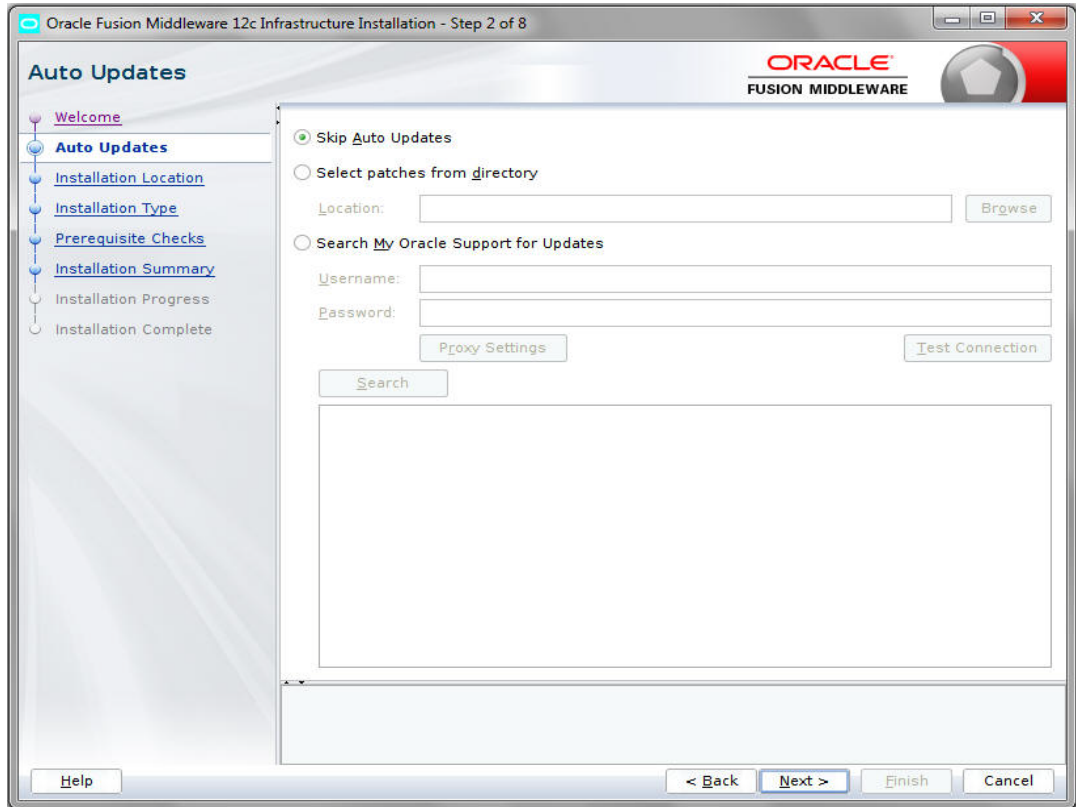 Oracle Fusion Middleware 12c Infrastructure Installation - Step 2 of 8
Auto Updates
ORACLE
FUSION MIDDLEWARE
Welcome
Auto Updates
Installation Location
Installation Type
Prerequisite Checks
Installation Summary
Installation Progress
Installation Complete
Skip Auto Updates
Select patches from directory
Location:
Browse
Search My Oracle Support for Updates
Username:
Password:
Proxy Settings
Test Connection
Search
Help
< Back
Next >
Finish
Cancel